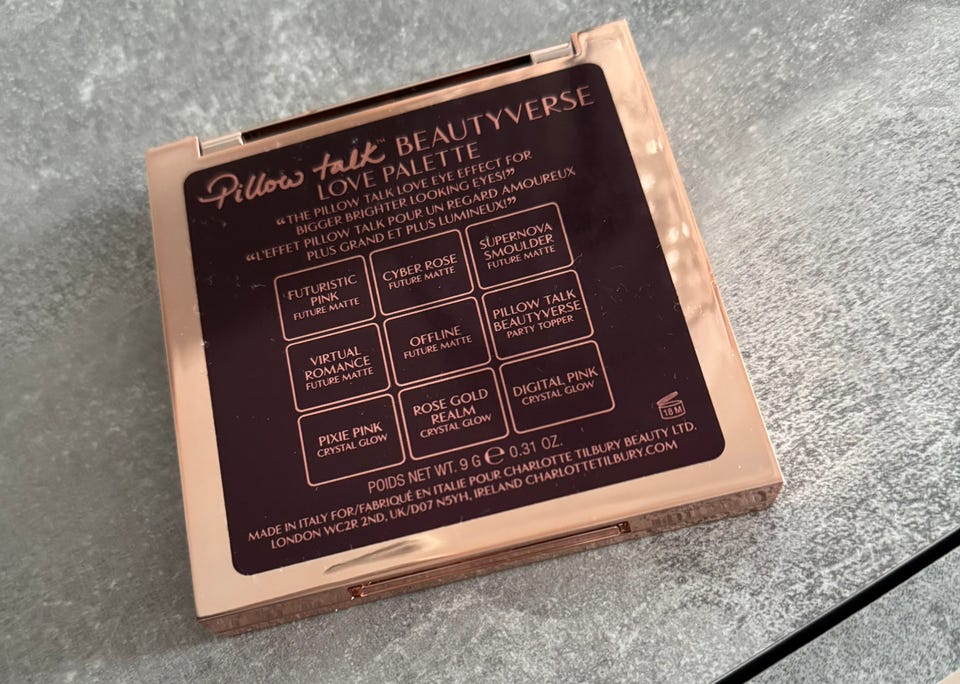 Pillow talk™ BEAUTYVERSE
LOVE PALETTE
“THE PILLOW TALK LOVE EYE EFFECT FOR
BIGGER BRIGHTER LOOKING EYES!”
“L'EFFET PILLOW TALK POUR UN REGARD AMOUREUX
PLUS GRAND ET PLUS LUMINEUX!”
FUTURISTIC
PINK
FUTURE MATTE
CYBER ROSE
FUTURE MATTE
SUPERNOVA
SMOULDER
FUTURE MATTE
VIRTUAL
ROMANCE
FUTURE MATTE
OFFLINE
FUTURE MATTE
PILLOW TALK
BEAUTYVERSE
PARTY TOPPER
PIXIE PINK
CRYSTAL GLOW
ROSE GOLD
REALM
CRYSTAL GLOW
DIGITAL PINK
CRYSTAL GLOW
18 M
POIDS NET WT. 9 G ℮ 0.31 OZ.
MADE IN ITALY FOR/FABRIQUÉ EN ITALIE POUR CHARLOTTE TILBURY BEAUTY LTD.
LONDON WC2R 2ND, UK/D07 N5YH, IRELAND CHARLOTTETILBURY.COM